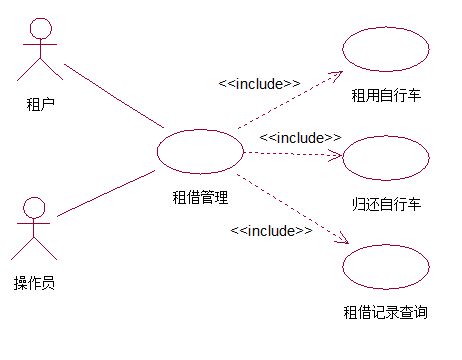 租户
操作员
租借管理
<<include>>
<<include>>
<<include>>
租用自行车
归还自行车
租借记录查询